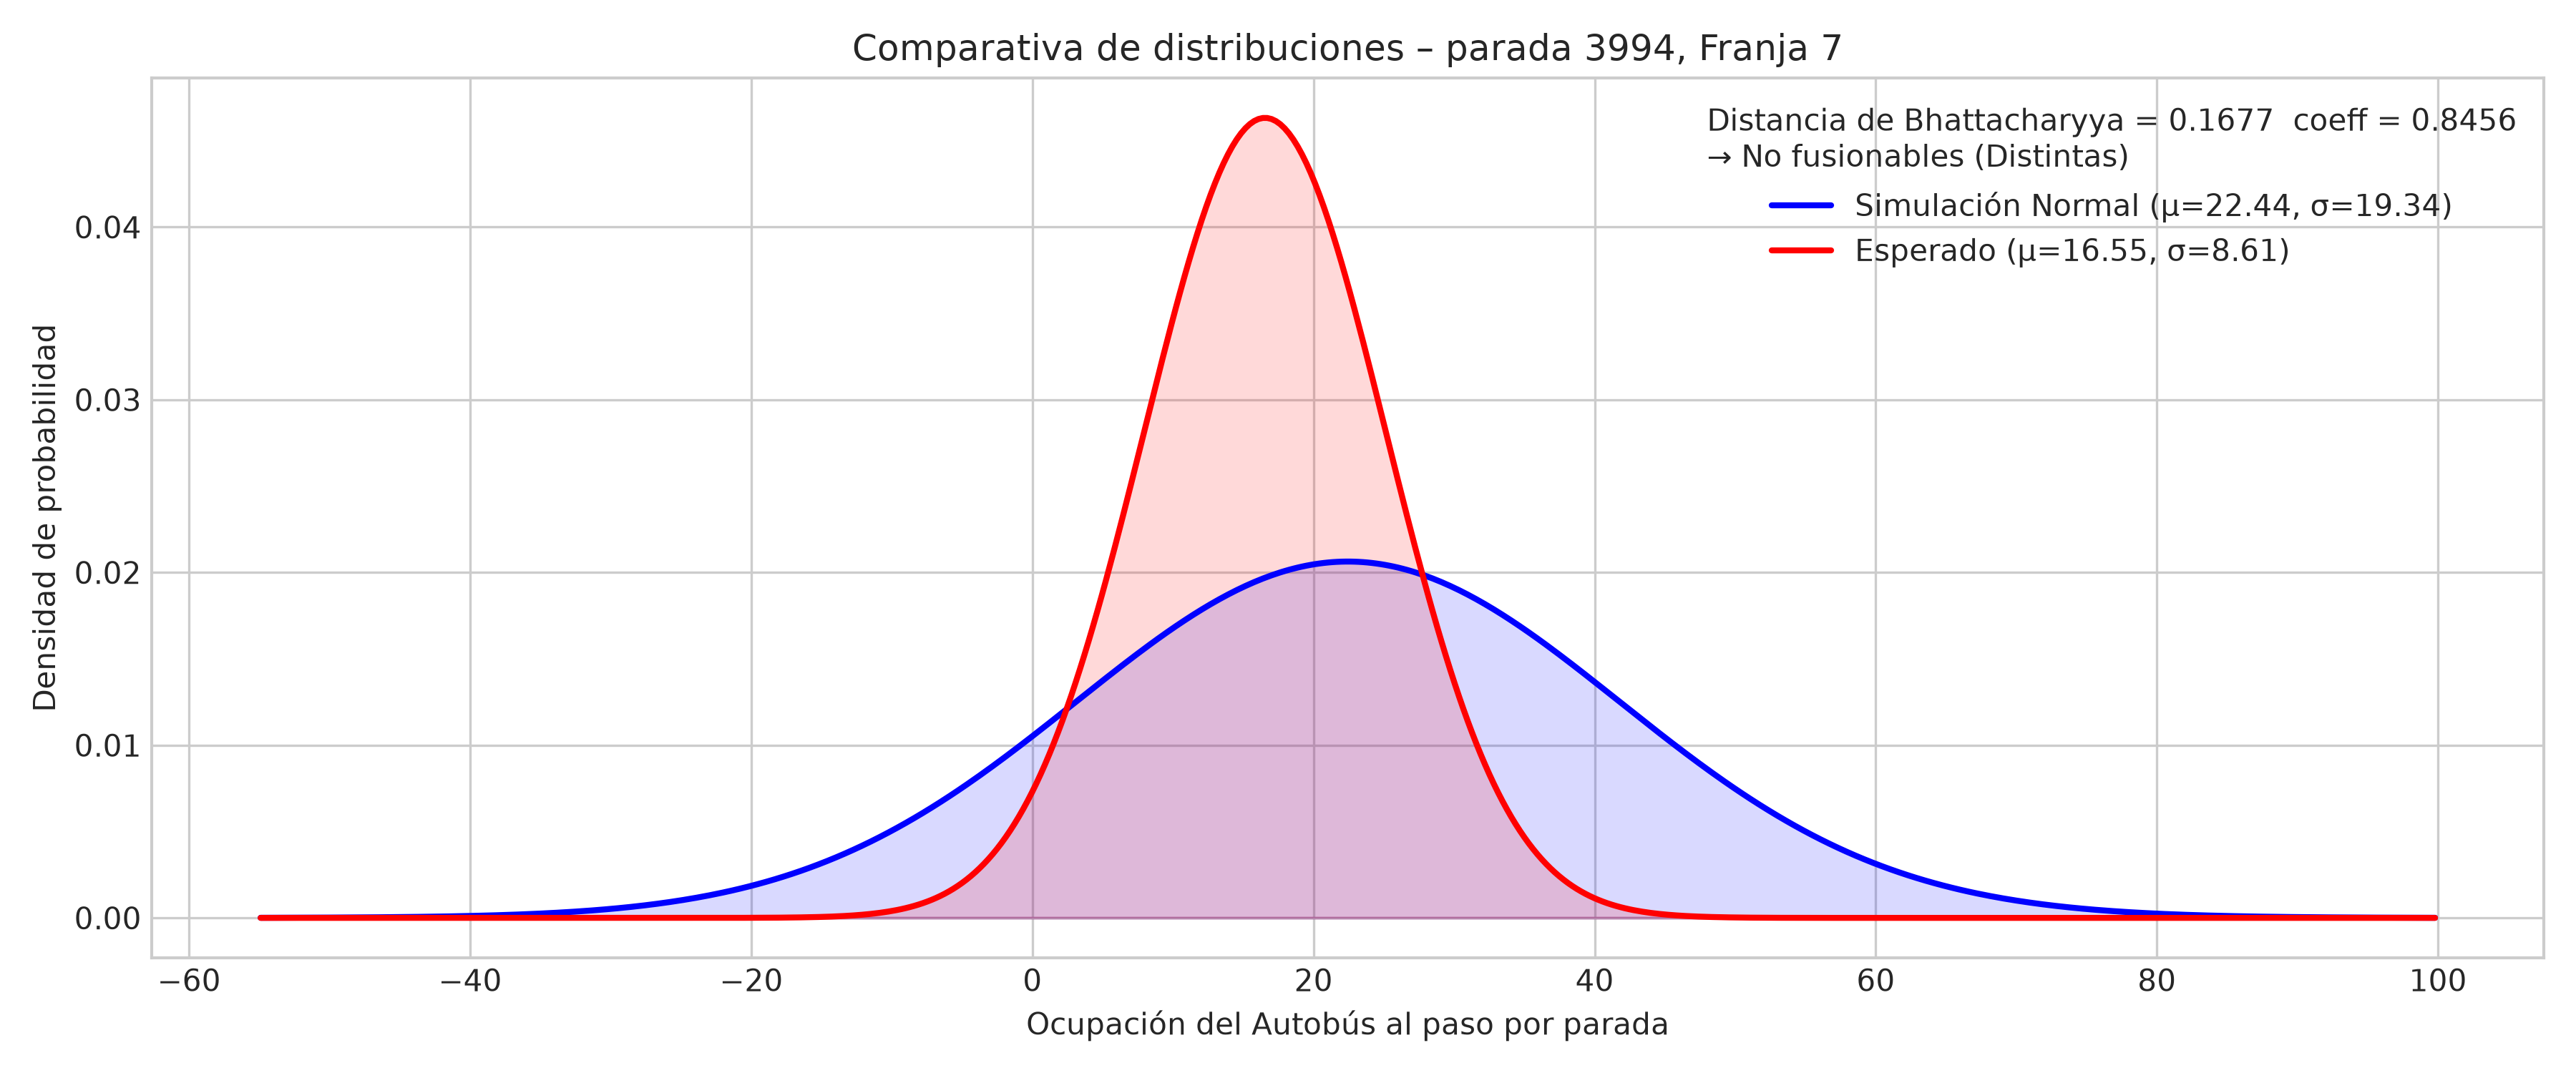 Comparativa de distribuciones – parada 3994, Franja 7
Distancia de Bhattacharyya = 0.1677  coeff = 0.8456
→ No fusionables (Distintas)
Simulación Normal (μ=22.44, σ=19.34)
Esperado (μ=16.55, σ=8.61)
Densidad de probabilidad
0.04
0.03
0.02
0.01
0.00
−60 −40 −20 0 20 40 60 80 100
Ocupación del Autobús al paso por parada